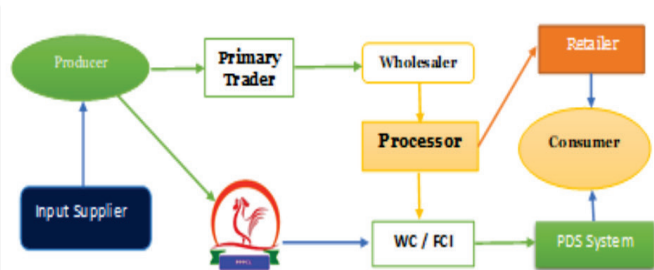 Producer
Primary
Trader
Wholesaler
Retailer
Processor
Consumer
Input Supplier
WC / FCI
PDS System